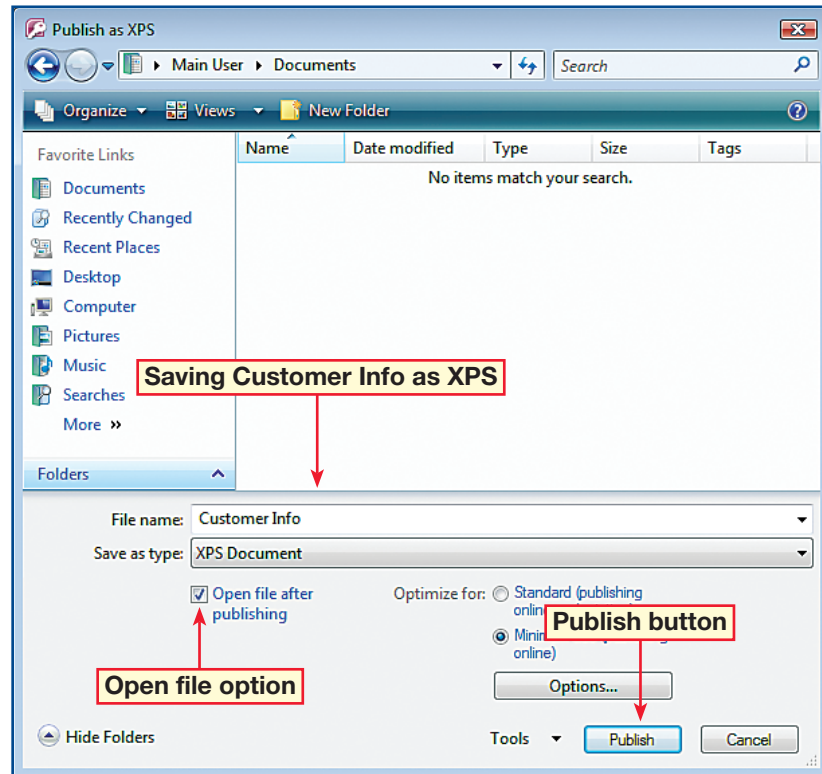 Publish as XPS
Main User
Documents
Search
Organize
Views
New Folder
Favorite Links
Documents
Recently Changed
Recent Places
Desktop
Computer
Pictures
Music
Searches
More »
Folders
Name
Date modified
Type
Size
Tags
No items match your search.
Saving Customer Info as XPS
File name:
Customer Info
Save as type:
XPS Document
Open file after
publishing
Optimize for:
Standard (publishing
Publish button
online)
Open file option
Options...
Hide Folders
Tools
Publish
Cancel